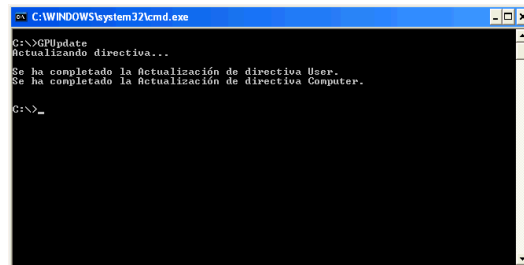 C:\WINDOWS\system32\cmd.exe
C:\>GPUpdate
Actualizando directiva...
Se ha completado la Actualización de directiva User.
Se ha completado la Actualización de directiva Computer.
C:\>_